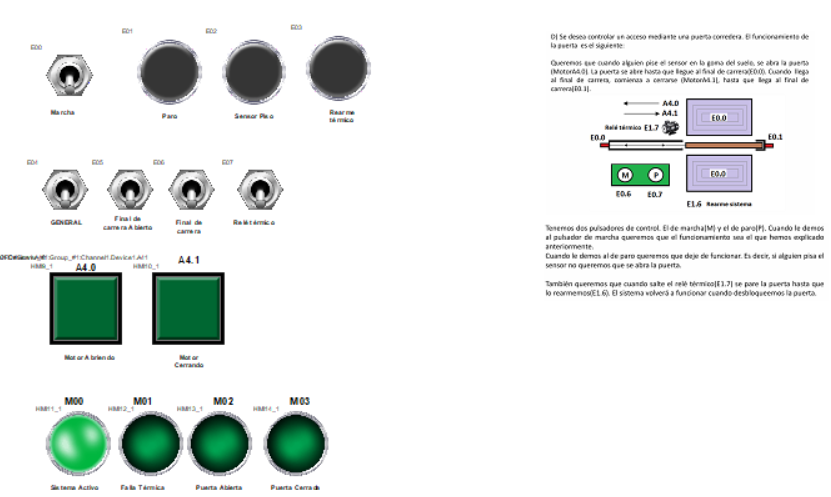 E00
E01
E02
E03
Marcha
Paro
Sensor Piso
Rearme
térmico
E04
E05
E06
E07
GENERAL
Final de
carrera Abierto
Final de
carrera
Relé térmico
HMI10_1
A4.0
A4.1
Motor Abriendo
Motor
Cerrando
M00
M01
M02
M03
HMI11_1
HMI12_1
HMI13_1
HMI14_1
Sistema Activo
Falla Térmica
Puerta Abierta
Puerta Cerrada
D) Se desea controlar un acceso mediante una puerta corredera. El funcionamiento de
la puerta es el siguiente:
Queremos que cuando alguien pise el sensor en la goma del suelo, se abra la puerta
(MotorA4.0). La puerta se abre hasta que llegue al final de carrera(E0.0). Cuando llega
al final de carrera, comienza a cerrarse (MotorA4.1), hasta que llega al final de
carrera(E0.1).
A4.0
A4.1
Relé térmico E1.7
E0.0
E0.0
E0.1
M
P
E0.0
E0.6
E0.7
E1.6 Rearme sistema
Tenemos dos pulsadores de control. El de marcha(M) y el de paro(P). Cuando le demos
al pulsador de marcha queremos que el funcionamiento sea el que hemos explicado
anteriormente.
Cuando le demos al de paro queremos que deje de funcionar. Es decir, si alguien pisa el
sensor no queremos que se abra la puerta.
También queremos que cuando salte el relé térmico(E1.7) se pare la puerta hasta que
lo rearmemos(E1.6). El sistema volverá a funcionar cuando desbloqueemos la puerta.